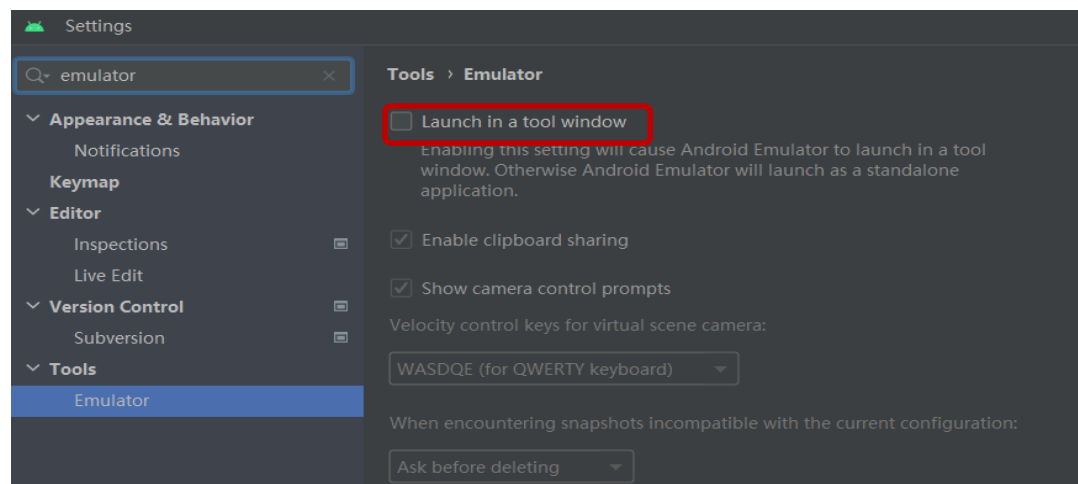 Settings
emulator
Appearance & Behavior
Notifications
Keymap
Editor
Inspections
Live Edit
Version Control
Subversion
Tools
Emulator
Tools › Emulator
Launch in a tool window
Enabling this setting will cause Android Emulator to launch in a tool
window. Otherwise Android Emulator will launch as a standalone
application.
Enable clipboard sharing
Show camera control prompts
Velocity control keys for virtual scene camera:
WASDQE (for QWERTY keyboard)
When encountering snapshots incompatible with the current configuration:
Ask before deleting